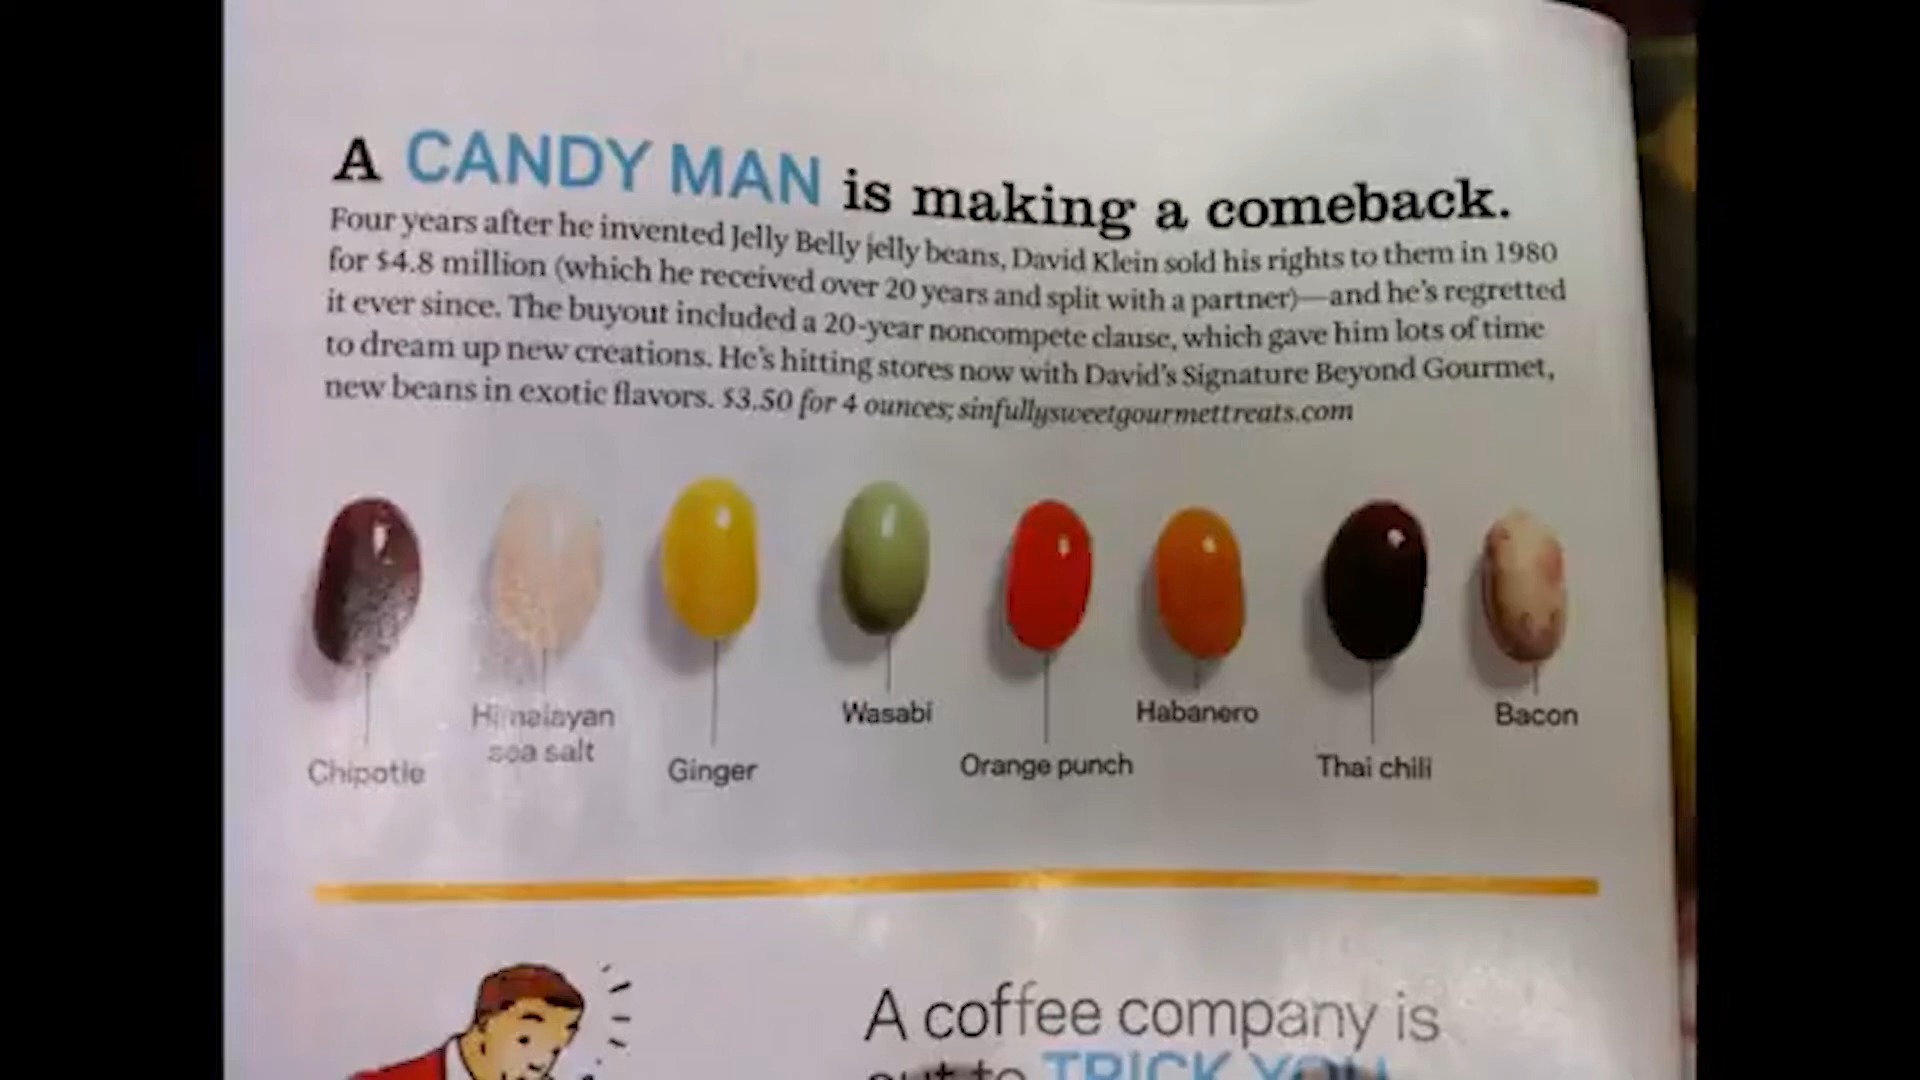 A CANDY MAN is making a comeback.
Four years after he invented Jelly Belly jelly beans, David Klein sold his rights to them in 1980
for $4.8 million (which he received over 20 years and split with a partner)—and he's regretted
it ever since. The buyout included a 20-year noncompete clause, which gave him lots of time
to dream up new creations. He's hitting stores now with David's Signature Beyond Gourmet,
new beans in exotic flavors. $3.50 for 4 ounces; sinfullysweetgourmettreats.com
Chipotle
Himalayan
sea salt
Ginger
Wasabi
Orange punch
Habanero
Thai chili
Bacon
A coffee company is
out to TRICK YOU